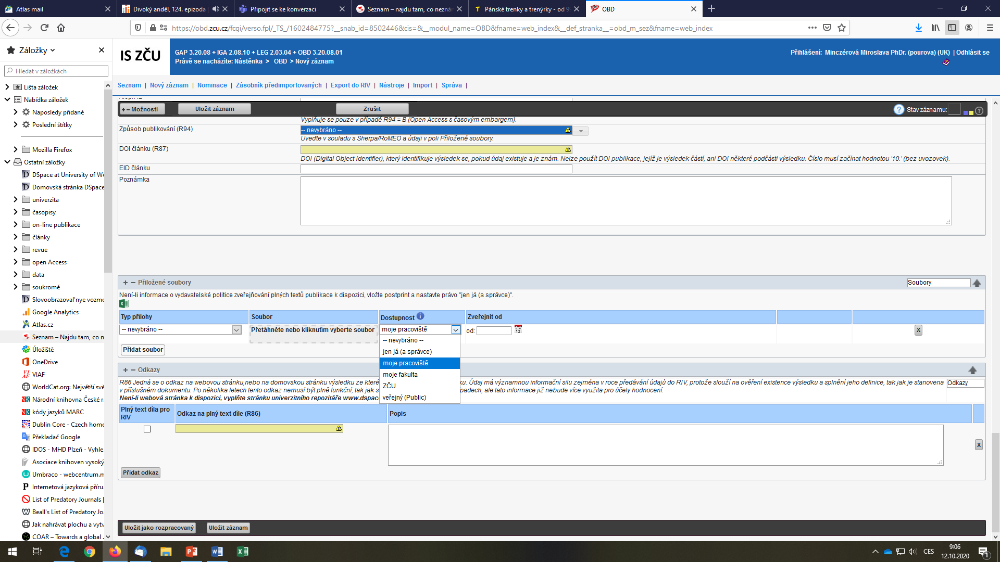 Atlas mail
Divoký anděl, 124. epizoda
Připojit se ke konverzaci
Seznam – najdu tam, co neznám
Pánské trenky a trenýrky - od 9
OBD
https://obd.zcu.cz/fcgi/verso.fpl/_TS_/1602484775?__snab_id=8502446&cis=&__modul_name=OBD&fname=web_index&__def_stranka__=obd_m_sez&fname=web_index
Záložky
Hledat v záložkách
Lišta záložek
Nabídka záložek
Naposledy přidané
Poslední štítky
Mozilla Firefox
Ostatní záložky
DSpace at University of We
Domovská stránka DSpace
univerzita
časopisy
on-line publikace
články
revue
open Access
data
soukromé
Slovoobrazoval'nye vozmo
Google Analytics
Atlas.cz
Seznam – Najdu tam, co n
Úložiště
OneDrive
VIAF
WorldCat.org: Největší svě
Národní knihovna České r
kódy jazyků MARC
Dublin Core - Czech home
Překladač Google
IDOS - MHD Plzeň - Vyhle
Asociace knihoven vysoký
Umbraco - webcentrum.m
Internetová jazyková příru
List of Predatory Journals |
Beall's List of Predatory Jo
Jak nahrávat plochu a vytv
COAR – Towards a global
IS ZČU
GAP 3.20.08 + IGA 2.08.10 + LEG 2.03.04 + OBD 3.20.08.01
Právě se nacházíte: Nástěnka > OBD > Nový záznam
Přihlášení: Minczérová Miroslava PhDr. (pourova) (UK) | Odhlásit se
Seznam | Nový záznam | Nominace | Zásobník předimportovaných | Export do RIV | Nástroje | Import | Správa |
+ – Možnosti
Uložit záznam
Zrušit
Stav záznamu:
Vyplňuje se pouze v případě R94 = B (Open Access s časovým embargem).
Způsob publikování (R94)
-- nevybráno --
Uveďte v souladu s Sherpa/RoMEO a údaji v poli Přiložené soubory.
DOI článku (R87)
DOI (Digital Object Identifier), který identifikuje výsledek se, pokud údaj existuje a je znám. Nelze použít DOI publikace, jejíž je výsledek částí, ani DOI některé podčásti výsledku. Číslo musí začínat hodnotou '10.' (bez uvozovek).
EID článku
Poznámka
+ – Přiložené soubory
Soubory
Není-li informace o vydavatelské politice zveřejňování plných textů publikace k dispozici, vložte postprint a nastavte právo "jen já (a správce)".
Typ přílohy
Soubor
Dostupnost
Zveřejnit od
-- nevybráno --
Přetáhněte nebo kliknutím vyberte soubor
moje pracoviště
od:
12
X
-- nevybráno --
jen já (a správce)
moje pracoviště
moje fakulta
ZČU
veřejný (Public)
Přidat soubor
+ – Odkazy
R86 Jedná se o odkaz na webovou stránku,nebo na domovskou stránku výsledku ze které
ku. Údaj má významnou informační silu zejména v roce předávání údajů do RIV, protože slouží na ověření existence výsledku a splnění jeho definice, tak jak je stanovena
Odkazy
v příslušném dokumentu. Po několika letech tento odkaz nemusí být plně funkční, tak jak s
padech, ale tato informace již nebude více využita pro účely hodnocení.
Není-li webová stránka k dispozici, vyplňte stránku univerzitního repozitáře www.dspac
Plný text díla pro RIV
Odkaz na plný text díle (R86)
Popis
X
Přidat odkaz
Uložit jako rozpracovaný
Uložit záznam
CES
9:06
12.10.2020
1